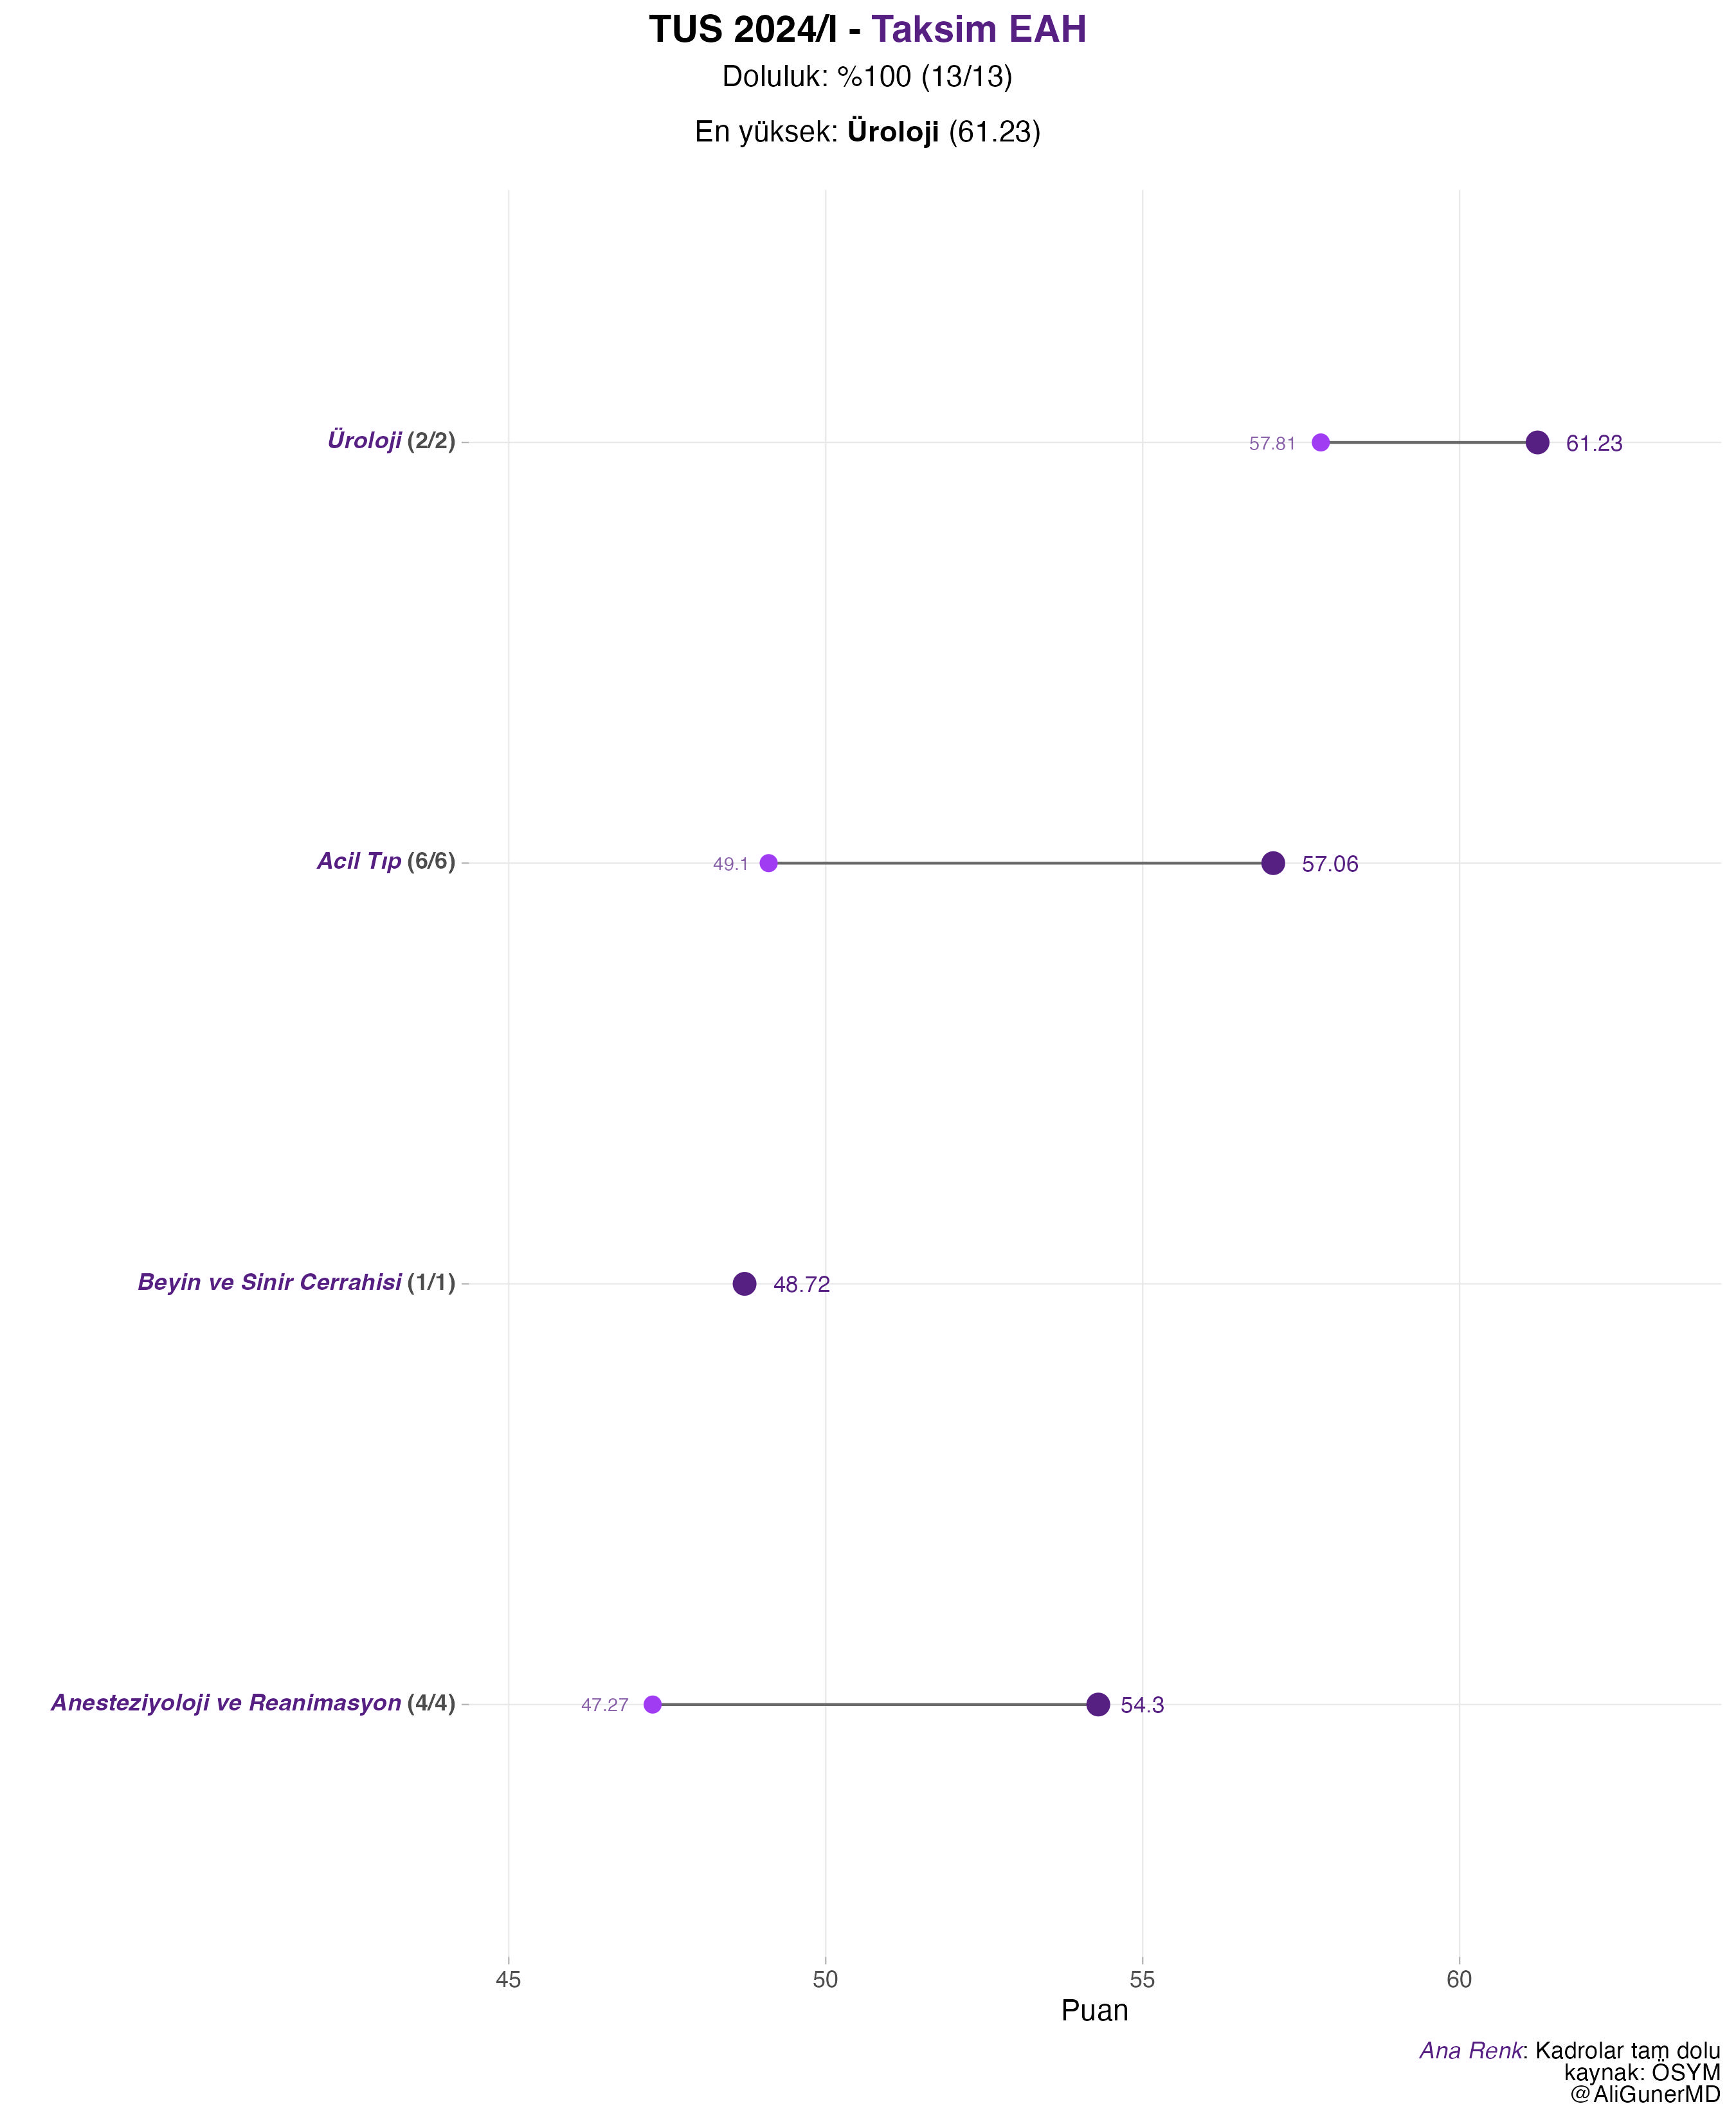 TUS 2024/I - Taksim EAH
Doluluk: %100 (13/13)
En yüksek: Üroloji (61.23)
Üroloji (2/2)
57.81
61.23
Acil Tıp (6/6)
49.1
57.06
Beyin ve Sinir Cerrahisi (1/1)
48.72
Anesteziyoloji ve Reanimasyon (4/4)
47.27
54.3
45
50
55
60
Puan
Ana Renk: Kadrolar tam dolu
kaynak: ÖSYM
@AliGunerMD